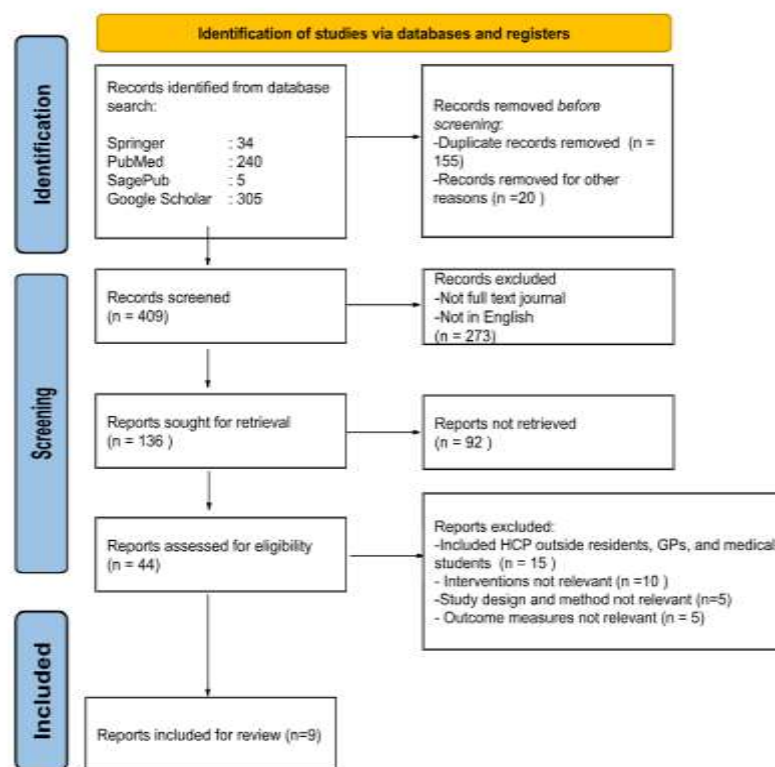 Identification of studies via databases and registers
Identification
Records identified from database
search:
Springer : 34
PubMed : 240
SagePub : 5
Google Scholar : 305
Records removed before
screening:
-Duplicate records removed (n =
155)
-Records removed for other
reasons (n =20 )
Screening
Records screened
(n = 409)
Records excluded
-Not full text journal
-Not in English
(n = 273)
Reports sought for retrieval
(n = 136 )
Reports not retrieved
(n = 92 )
Reports assessed for eligibility
(n = 44)
Reports excluded:
-Included HCP outside residents, GPs, and medical
students (n = 15 )
- Interventions not relevant (n =10 )
-Study design and method not relevant (n=5)
- Outcome measures not relevant (n = 5)
Included
Reports included for review (n=9)